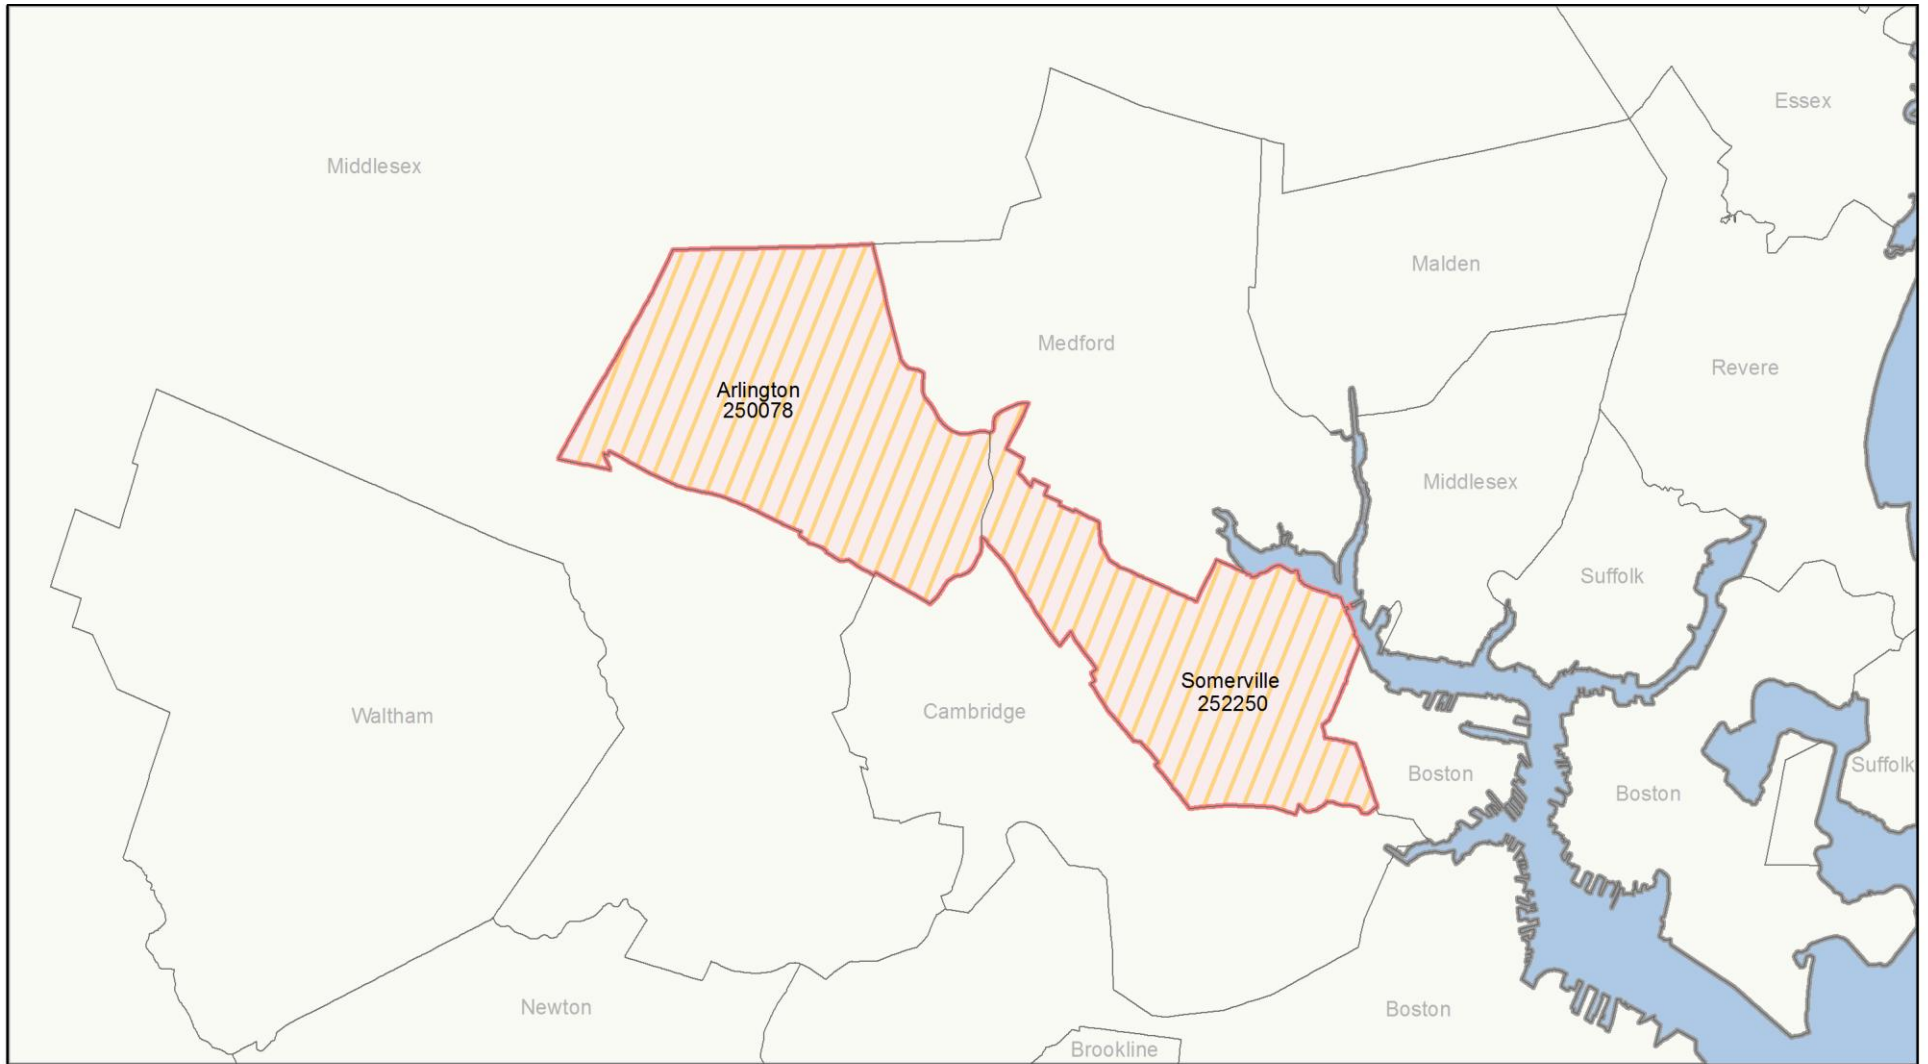 Essex
Middlesex
Malden
Medford
Revere
Arlington
250078
Middlesex
Suffolk
Somerville
252250
Cambridge
Waltham
Suffolk
Boston
Boston
Newton
Boston
Brookline